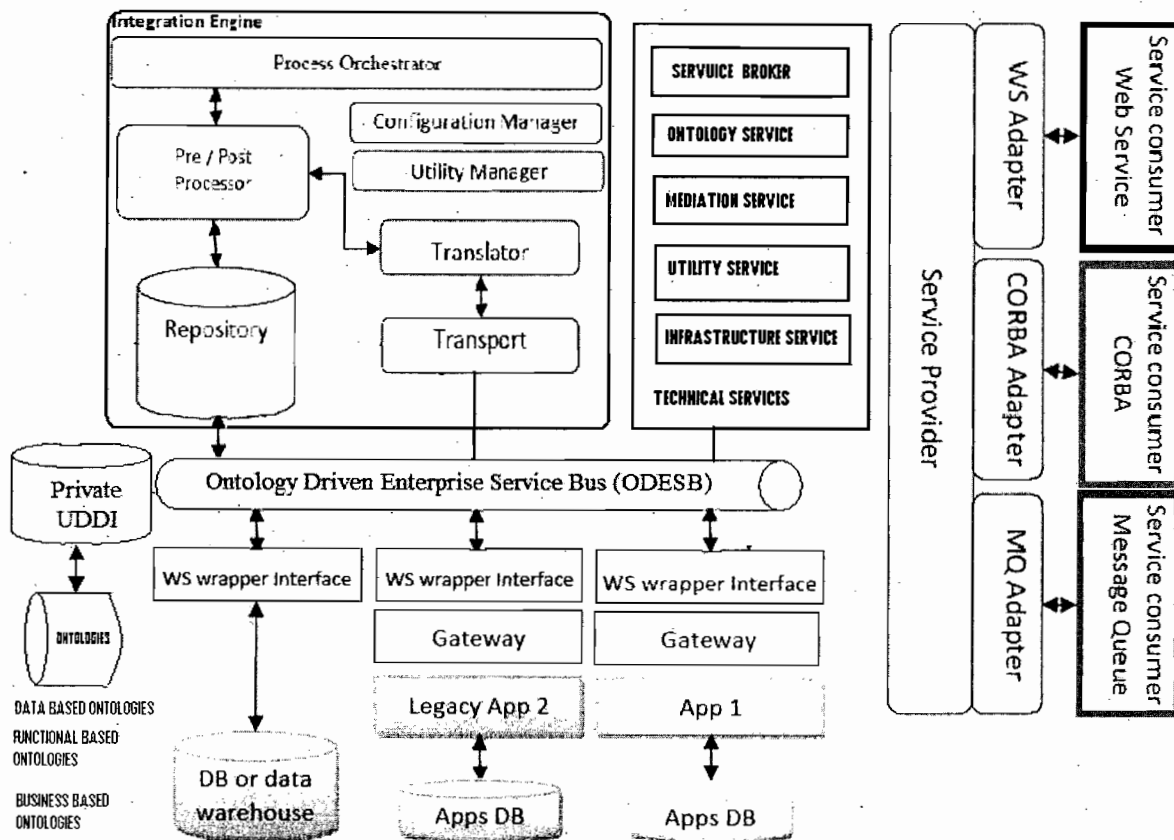 Integration Engine
Process Orchestrator
Configuration Manager
Pre / Post
Processor
Utility Manager
Translator
Repository
Transport
SERVUICE BROKER
ONTOLOGY SERVICE
MEDIATION SERVICE
UTILITY SERVICE
INFRASTRUCTURE SERVICE
TECHNICAL SERVICES
Service Provider
WS Adapter
CORBA Adapter
MQ Adapter
Service consumer
Web Service
Service consumer
CORBA
Service consumer
Message Queue
Private
UDDI
Ontology Driven Enterprise Service Bus (ODESB)
WS wrapper Interface
WS wrapper Interface
WS wrapper Interface
Gateway
Gateway
ONTOLOGIES
Legacy App 2
App 1
DATA BASED ONTOLOGIES
FUNCTIONAL BASED
ONTOLOGIES
BUSINESS BASED
ONTOLOGIES
DB or data
warehouse
Apps DB
Apps DB